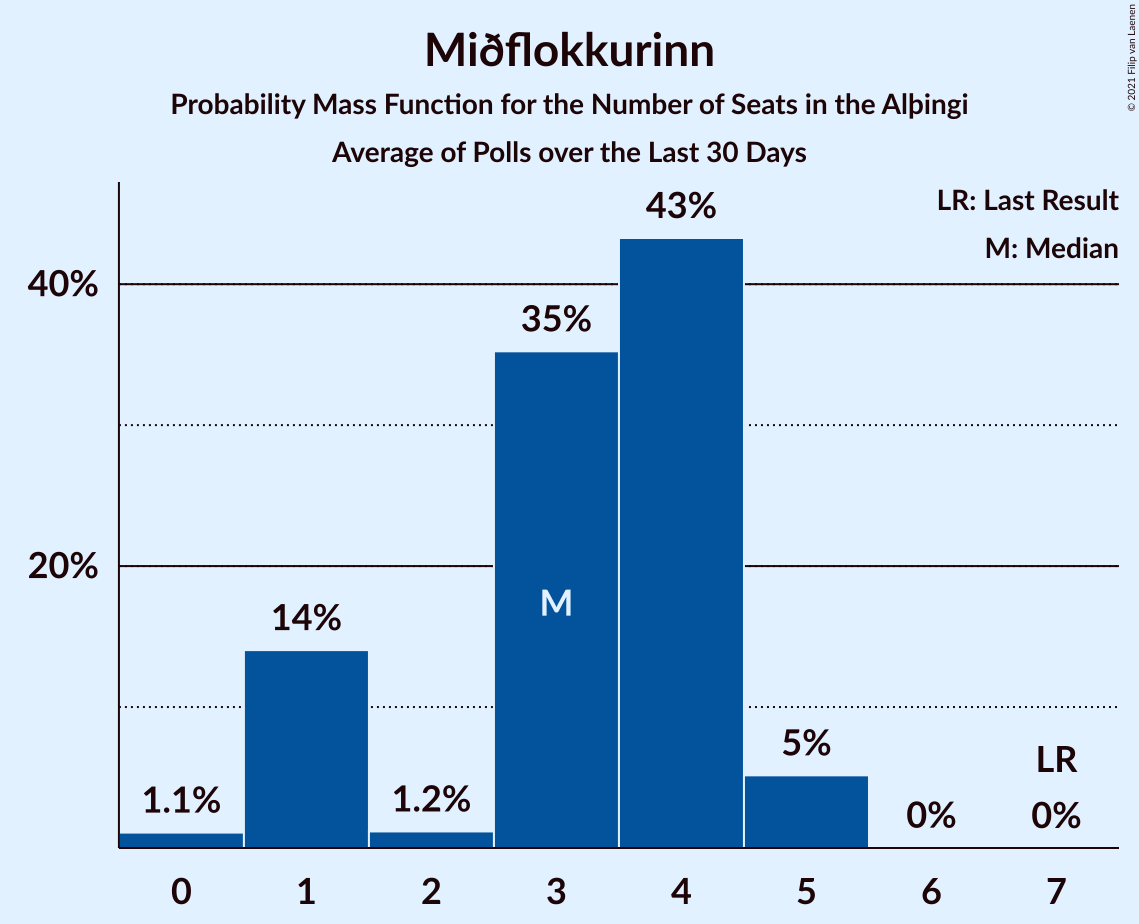 Miðflokkurinn
Probability Mass Function for the Number of Seats in the Alþingi
Average of Polls over the Last 30 Days
© 2021 Filip van Laenen
LR: Last Result
M: Median
40%
20%
1.1%
14%
1.2%
35%
43%
5%
0%
LR
0%
M
0 1 2 3 4 5 6 7